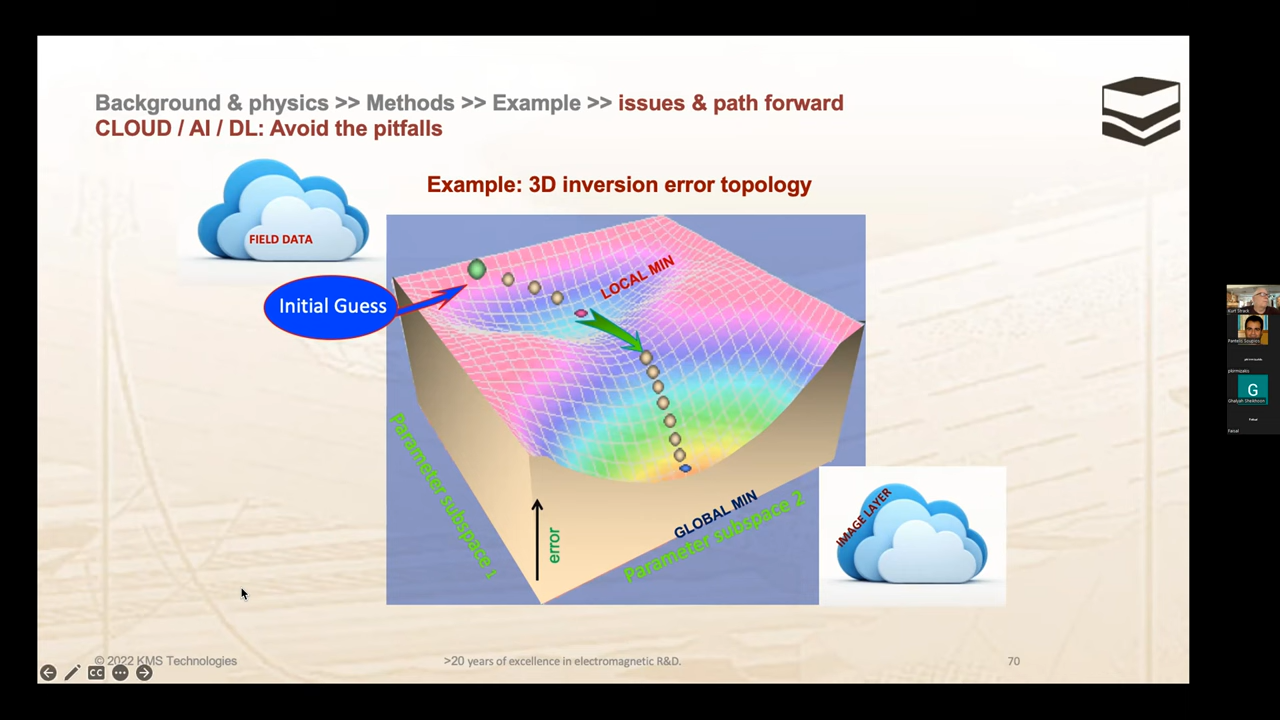 Background & physics >> Methods >> Example >> issues & path forward
CLOUD / AI / DL: Avoid the pitfalls
Example: 3D inversion error topology
FIELD DATA
Initial Guess
LOCAL MIN
Parameter subspace 1
error
GLOBAL MIN
Parameter subspace 2
IMAGE LAYER
© 2022 KMS Technologies
>20 years of excellence in electromagnetic R&D.
70
CC
G